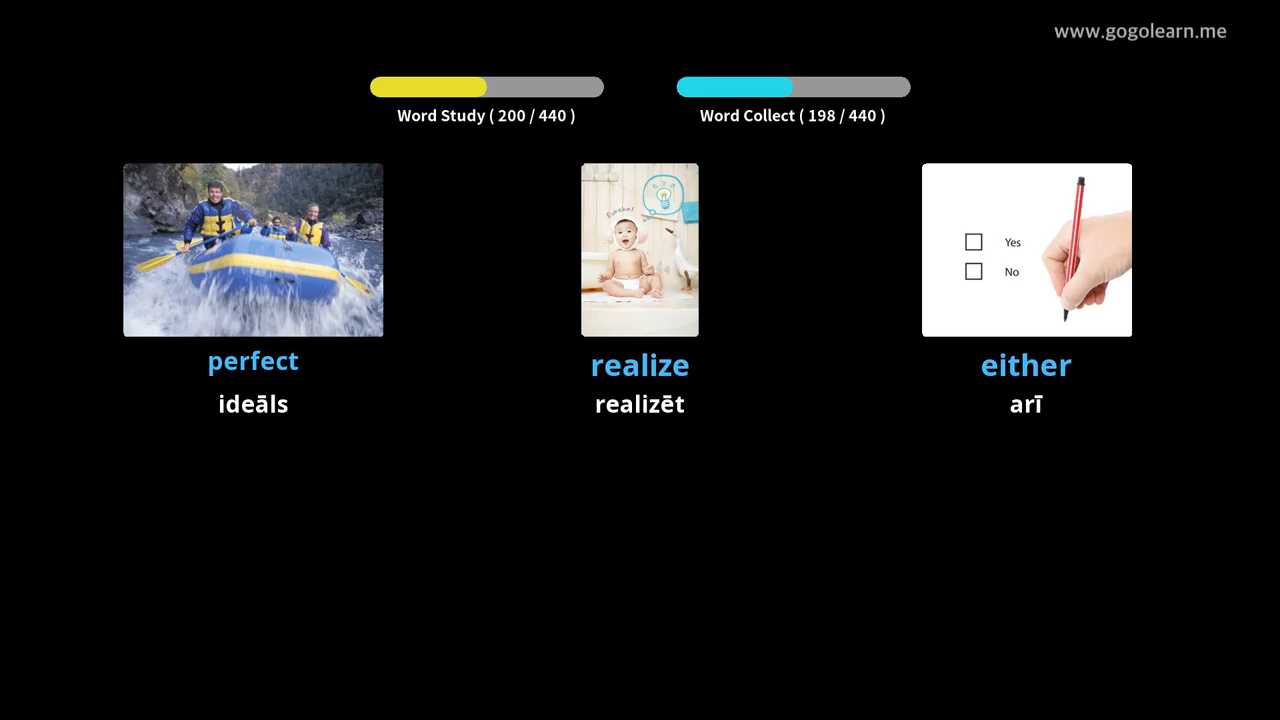 www.gogolearn.me
Word Study ( 200 / 440 )
Word Collect ( 198 / 440 )
Eureka!
Yes
No
perfect
realize
either
ideāls
realizēt
arī